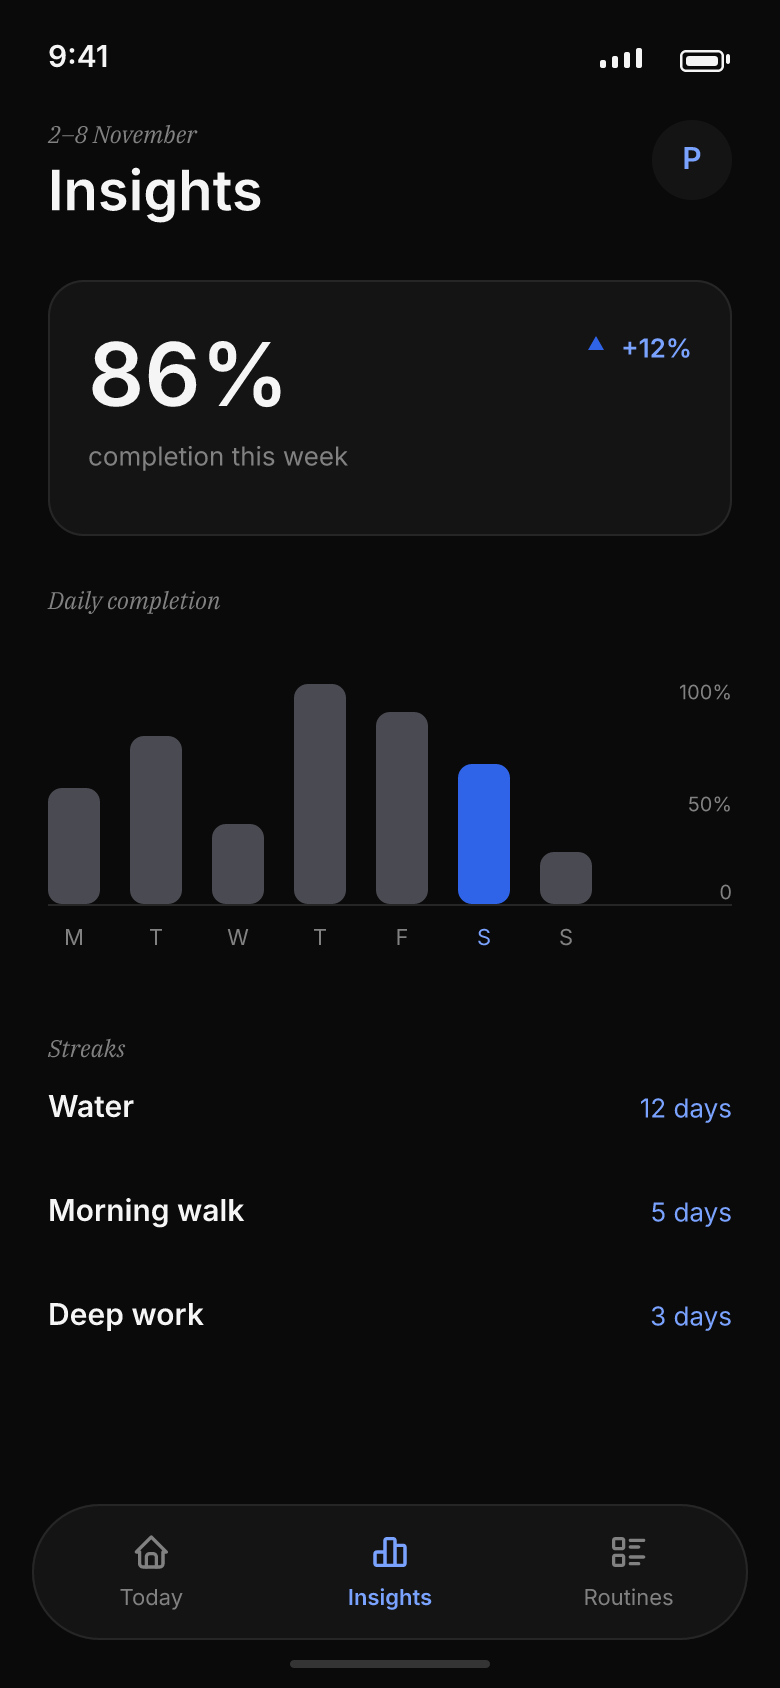 9:41
2–8 November
Insights
P
86%
+12%
completion this week
Daily completion
100%
50%
0
M T W T F S S
Streaks
Water 12 days
Morning walk 5 days
Deep work 3 days
Today Insights Routines